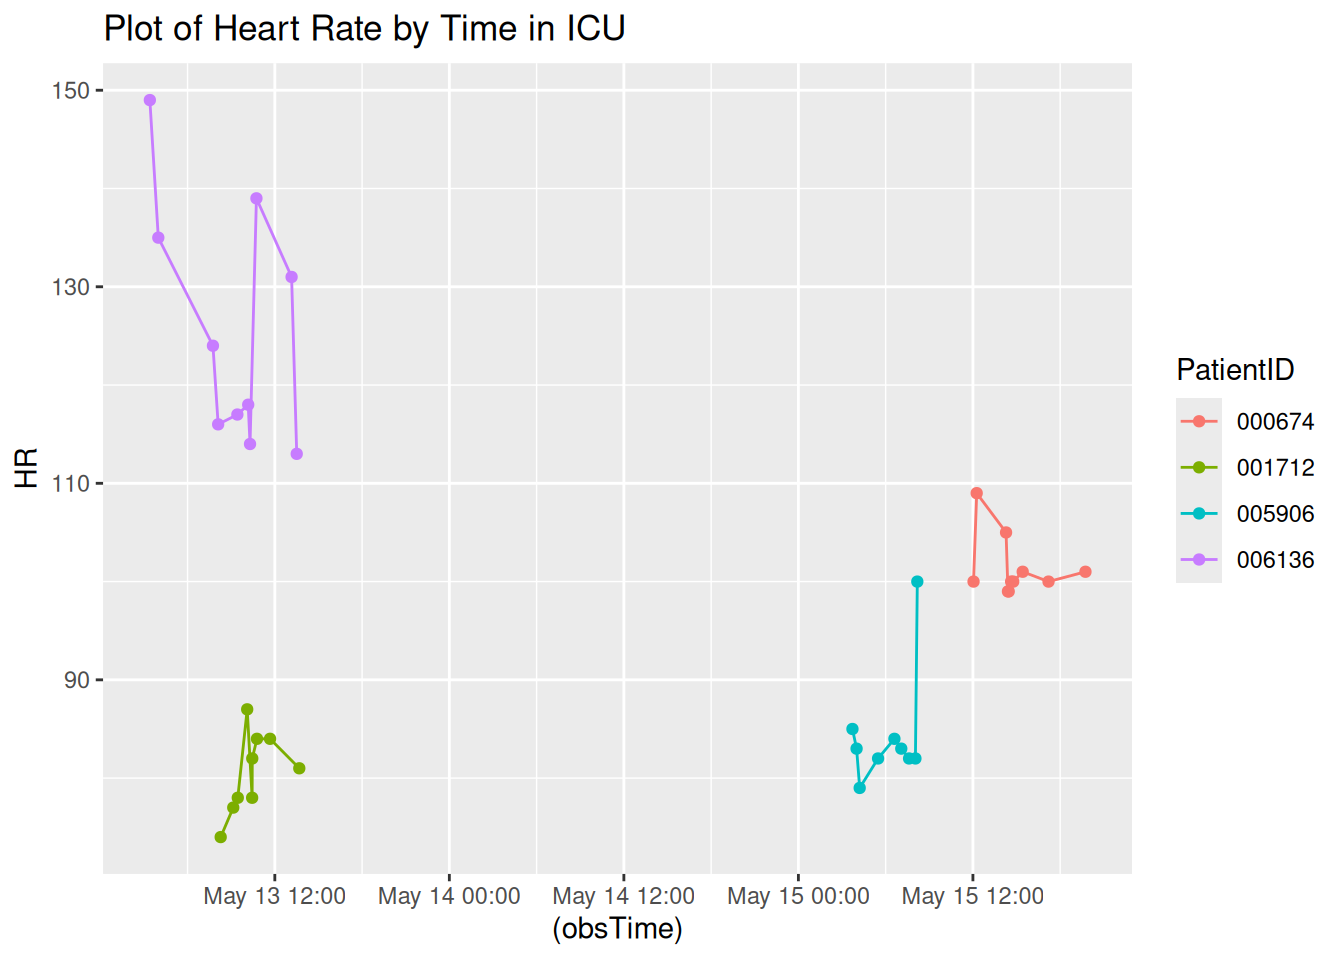 Plot of Heart Rate by Time in ICU
150
130
110
90
HR
May 13 12:00
May 14 00:00
May 14 12:00
May 15 00:00
May 15 12:00
(obsTime)
PatientID
000674
001712
005906
006136